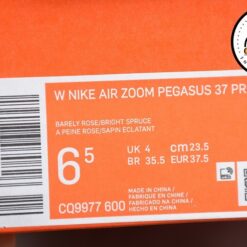 W NIKE AIR ZOOM PEGASUS 37 PR
BARELY ROSE/BRIGHT SPRUCE
A PEINE ROSE/SAPIN ECLATANT
6.5
UK 4 cm 23.5
BR 35.5 EUR 37.5
CQ9977 600
MADE IN CHINA /
FABRIQUE EN CHINE /
FABRICADO NA CHINA /
HECHO EN CHINA